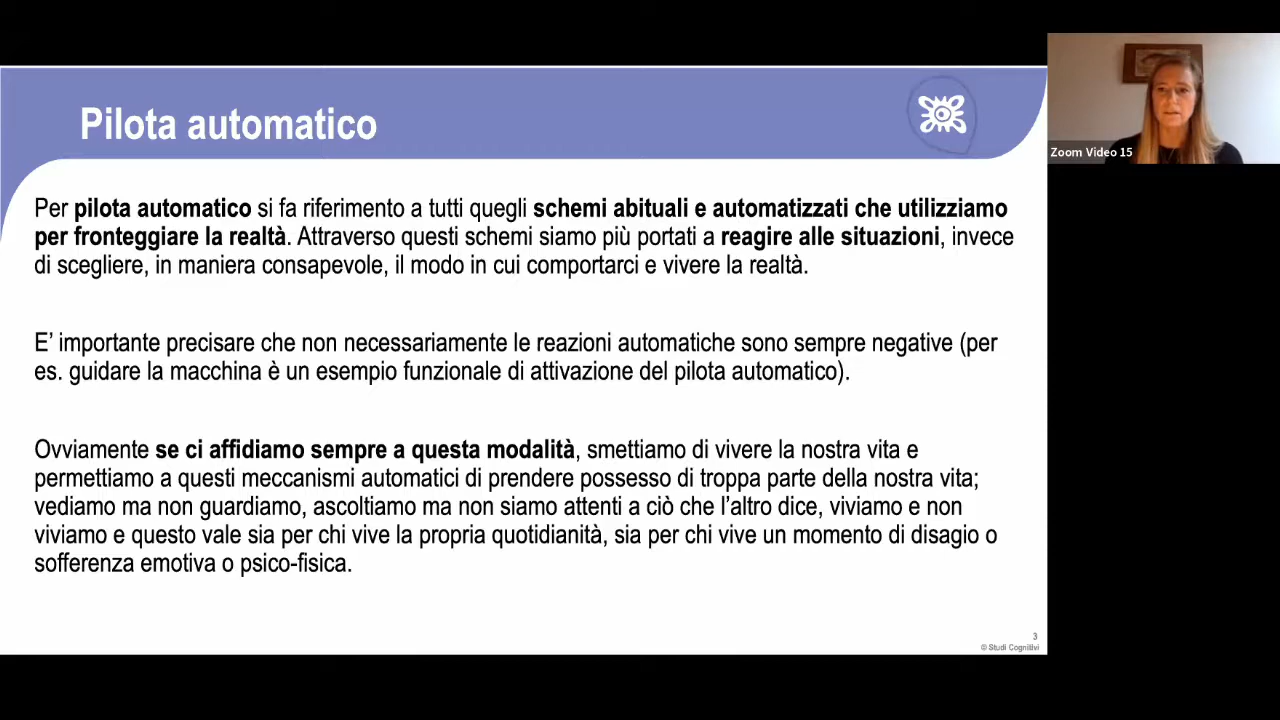 Pilota automatico
Zoom Video 15
Per pilota automatico si fa riferimento a tutti quegli schemi abituali e automatizzati che utilizziamo
per fronteggiare la realtà. Attraverso questi schemi siamo più portati a reagire alle situazioni, invece
di scegliere, in maniera consapevole, il modo in cui comportarci e vivere la realtà.
E’ importante precisare che non necessariamente le reazioni automatiche sono sempre negative (per
es. guidare la macchina è un esempio funzionale di attivazione del pilota automatico).
Ovviamente se ci affidiamo sempre a questa modalità, smettiamo di vivere la nostra vita e
permettiamo a questi meccanismi automatici di prendere possesso di troppa parte della nostra vita;
vediamo ma non guardiamo, ascoltiamo ma non siamo attenti a ciò che l’altro dice, viviamo e non
viviamo e questo vale sia per chi vive la propria quotidianità, sia per chi vive un momento di disagio o
sofferenza emotiva o psico-fisica.
3
© Studi Cognitivi